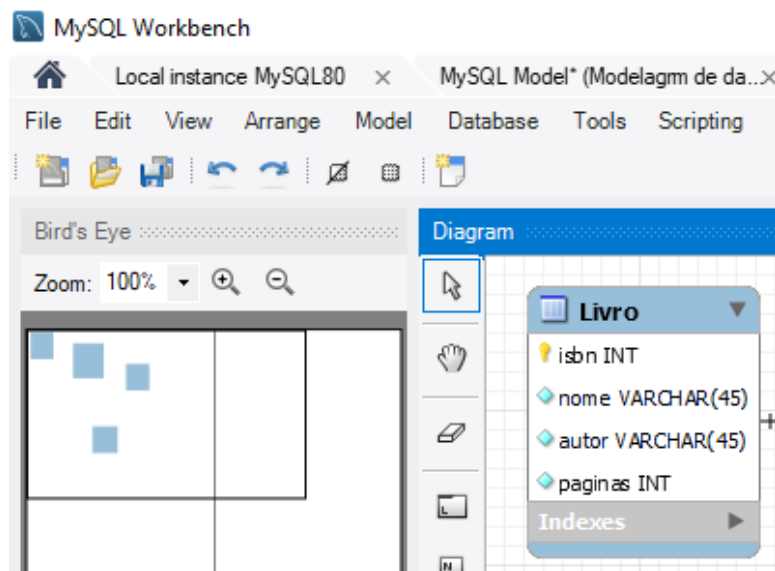 MySQL Workbench
Local instance MySQL80
MySQL Model* (Modelagrm de da...
File Edit View Arrange Model Database Tools Scripting
Bird's Eye
Diagram
Zoom: 100%
Livro
isbn INT
nome VARCHAR(45)
autor VARCHAR(45)
paginas INT
Indexes
L
N